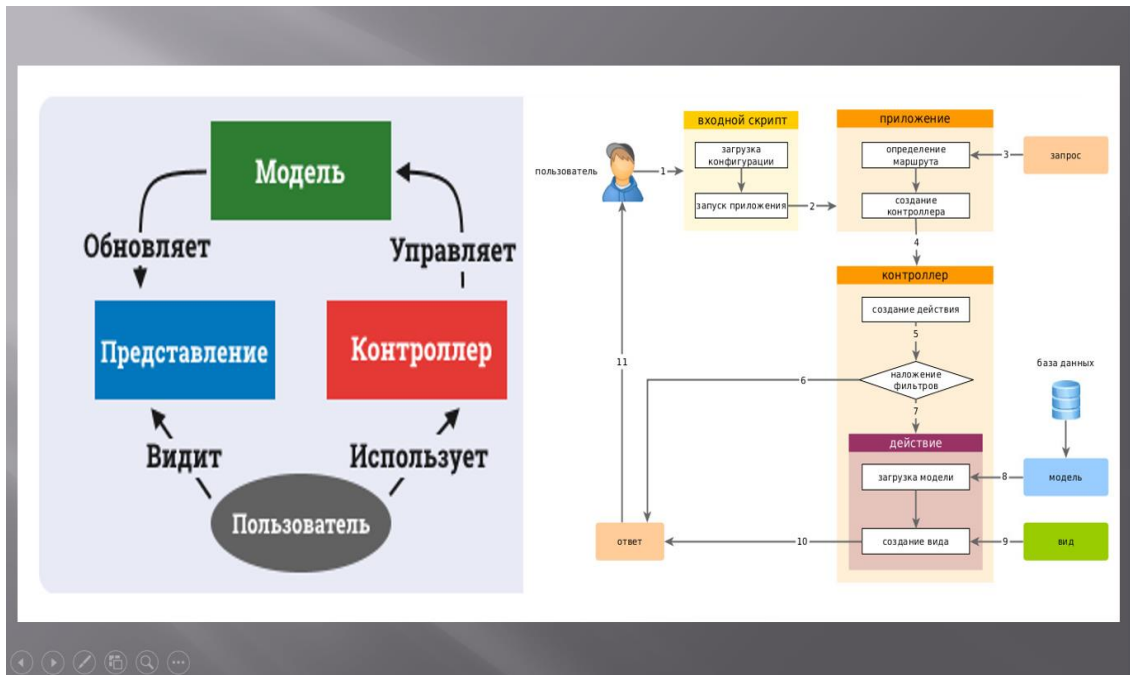 Модель
Обновляет
Управляет
Представление
Контроллер
Видит
Использует
Пользователь
пользователь
1
входной скрипт
загрузка
конфигурации
запуск приложения
2
приложение
определение
маршрута
3
запрос
создание
контроллера
4
контроллер
создание действия
5
наложение
фильтров
6
7
база данных
действие
загрузка модели
8
модель
создание вида
9
вид
10
ответ
11